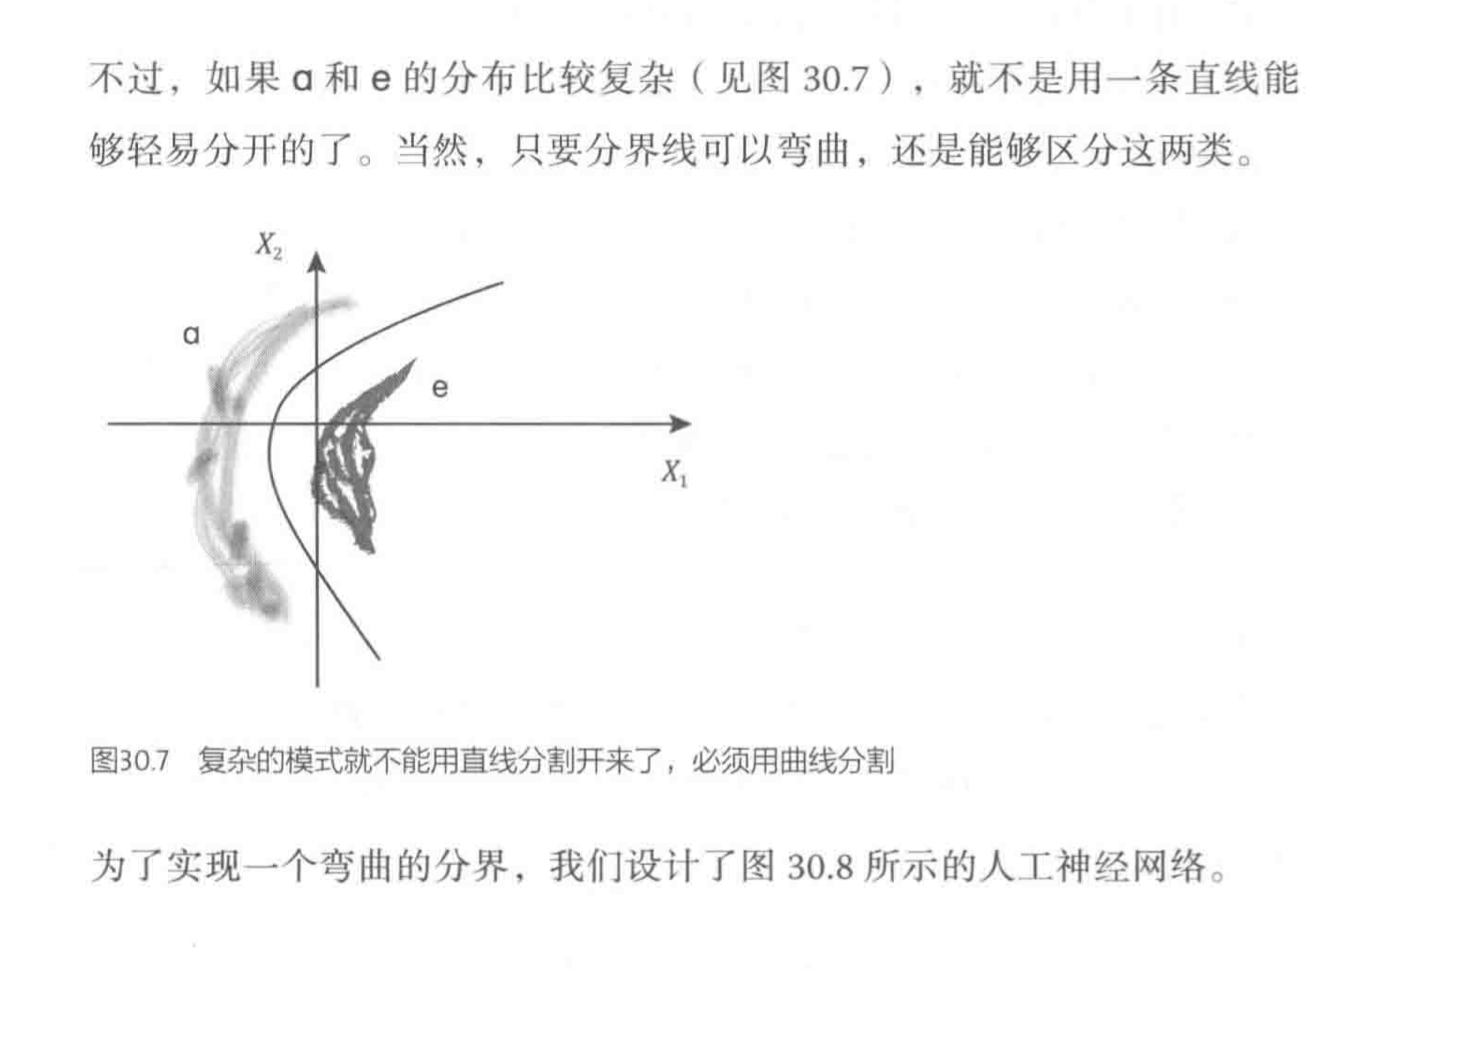 不过，如果 ɑ 和 e 的分布比较复杂（见图 30.7），就不是用一条直线能
够轻易分开的了。当然，只要分界线可以弯曲，还是能够区分这两类。
X₂
ɑ
e
X₁
图30.7 复杂的模式就不能用直线分割开来了，必须用曲线分割
为了实现一个弯曲的分界，我们设计了图 30.8 所示的人工神经网络。